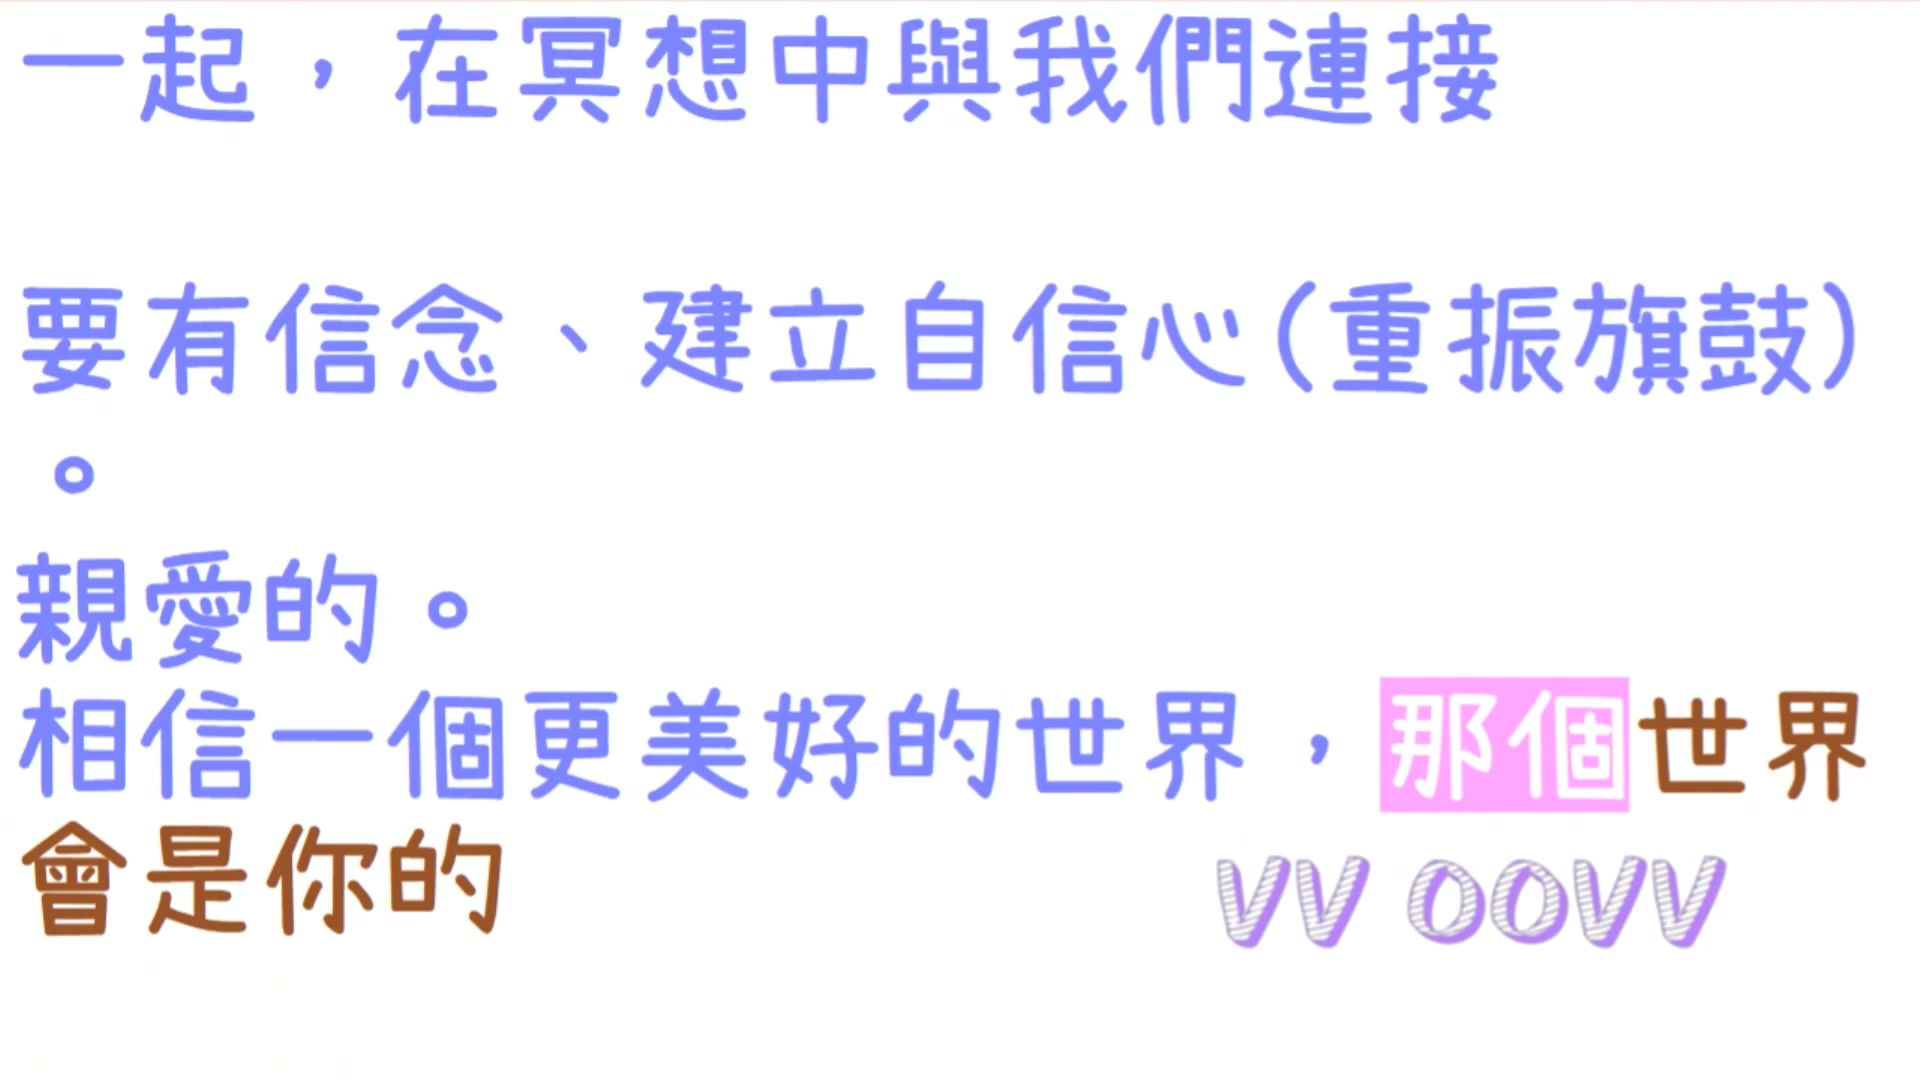 一起，在冥想中與我們連接
要有信念、建立自信心(重振旗鼓)
。
親愛的。
相信一個更美好的世界，那個世界
會是你的
VV OOVV